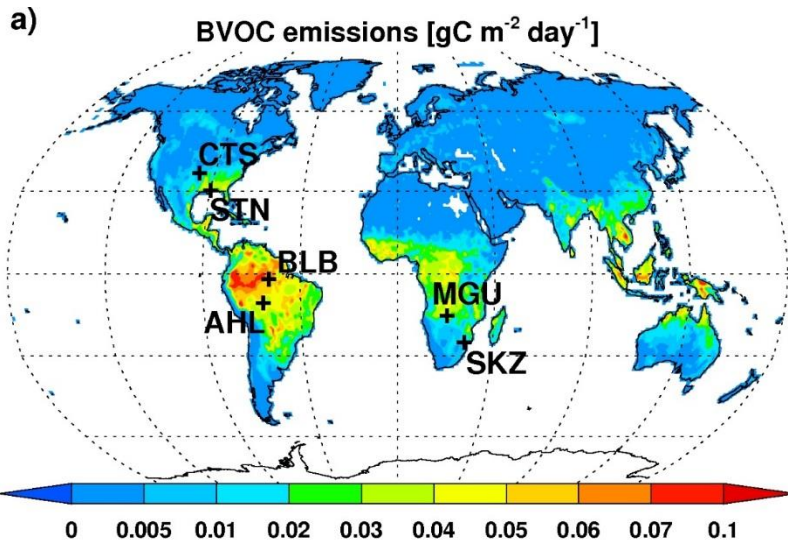 a)
BVOC emissions [gC m⁻² day⁻¹]
CTS
STN
BLB
AHL
MGU
SKZ
0 0.005 0.01 0.02 0.03 0.04 0.05 0.06 0.07 0.1